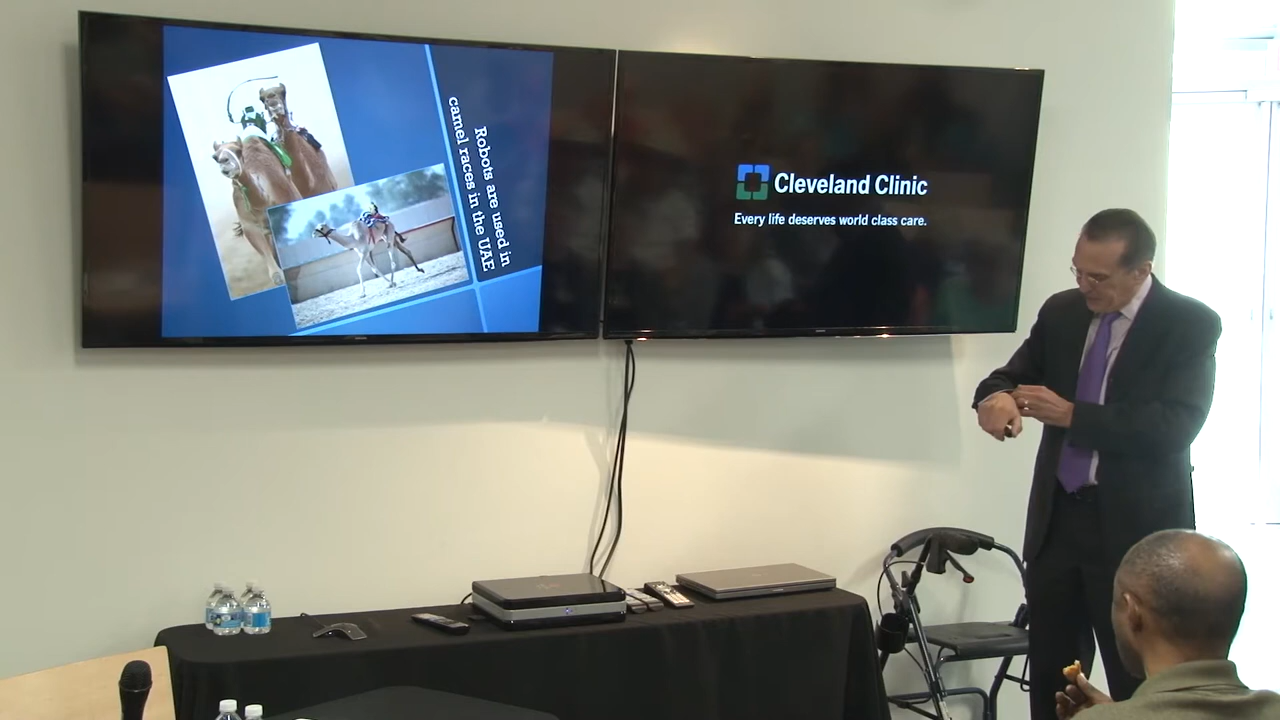 Robots are used in
camel races in the UAE
Cleveland Clinic
Every life deserves world class care.